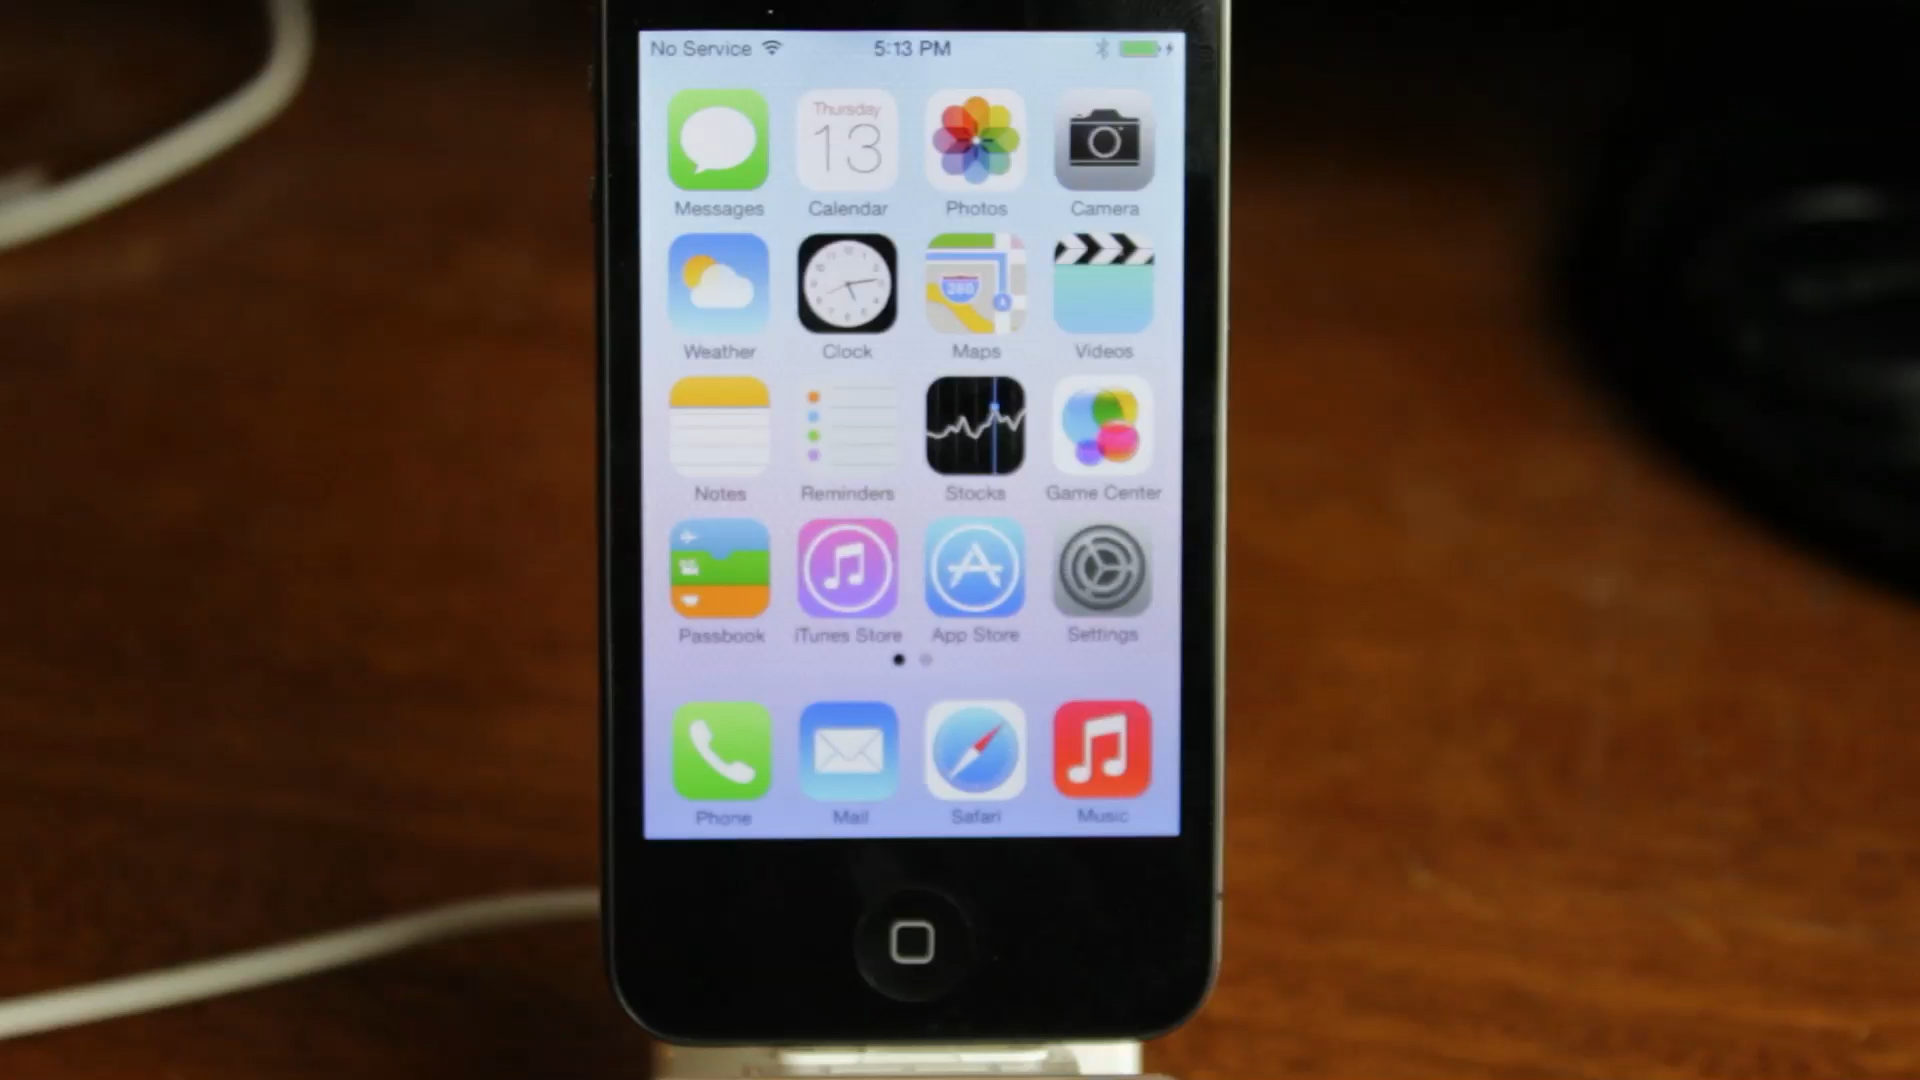 No Service 5:13 PM
Thursday
13
Messages Calendar Photos Camera
280
Weather Clock Maps Videos
Notes Reminders Stocks Game Center
Passbook iTunes Store App Store Settings
Phone Mail Safari Music